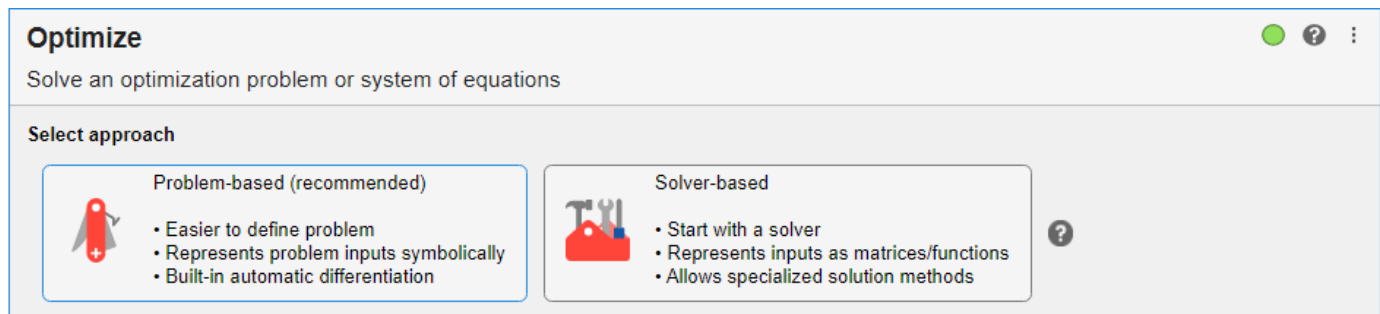 Optimize
Solve an optimization problem or system of equations
Select approach
Problem-based (recommended)
• Easier to define problem
• Represents problem inputs symbolically
• Built-in automatic differentiation
Solver-based
• Start with a solver
• Represents inputs as matrices/functions
• Allows specialized solution methods